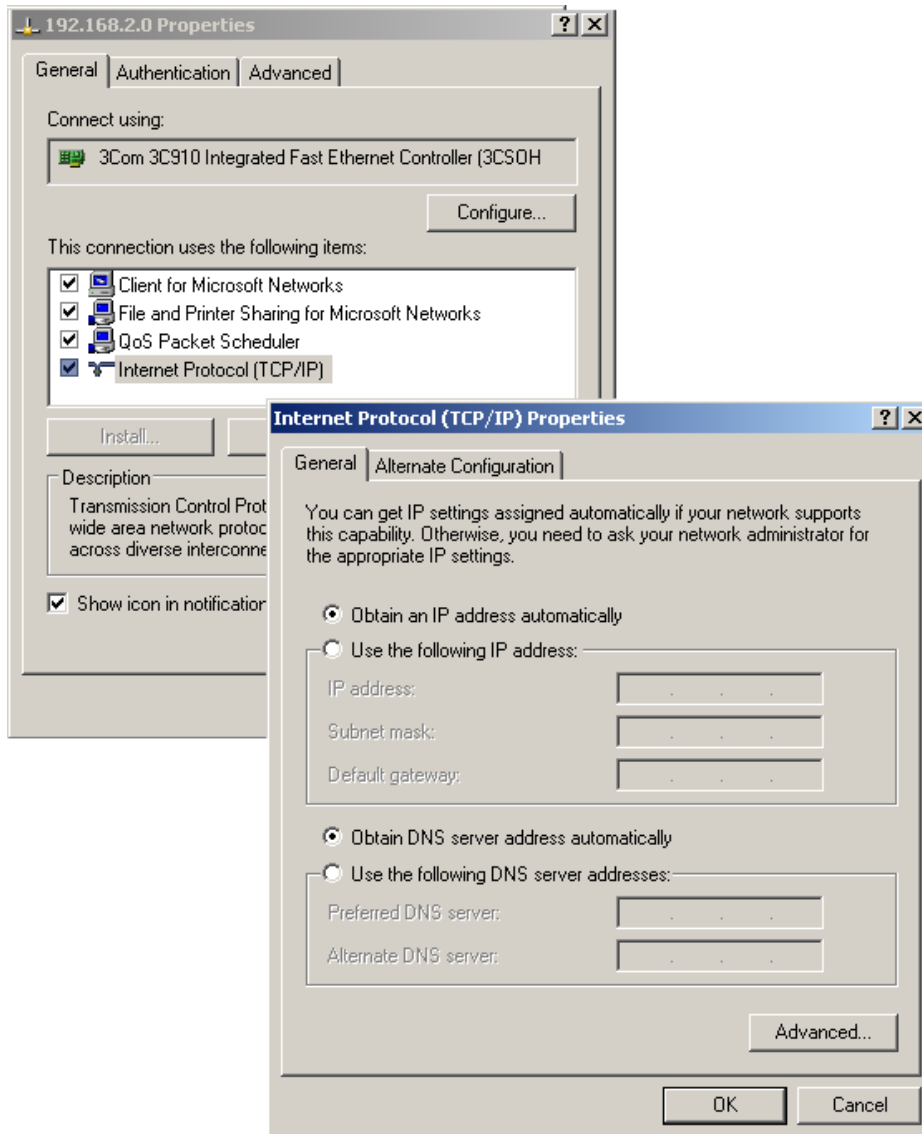 192.168.2.0 Properties
General
Authentication
Advanced
Connect using:
3Com 3C910 Integrated Fast Ethernet Controller (3CSOH
Configure...
This connection uses the following items:
Client for Microsoft Networks
File and Printer Sharing for Microsoft Networks
QoS Packet Scheduler
Internet Protocol (TCP/IP)
Install...
Description
Transmission Control Prot
wide area network protoc
across diverse interconne
Show icon in notification
Internet Protocol (TCP/IP) Properties
General
Alternate Configuration
You can get IP settings assigned automatically if your network supports
this capability. Otherwise, you need to ask your network administrator for
the appropriate IP settings.
Obtain an IP address automatically
Use the following IP address:
IP address:
Subnet mask:
Default gateway:
Obtain DNS server address automatically
Use the following DNS server addresses:
Preferred DNS server:
Alternate DNS server:
Advanced...
OK
Cancel